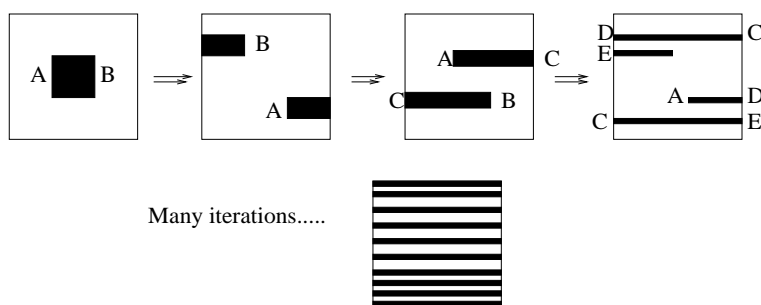 A B
B
A
A C
C B
D C
E
A D
C E
Many iterations.....